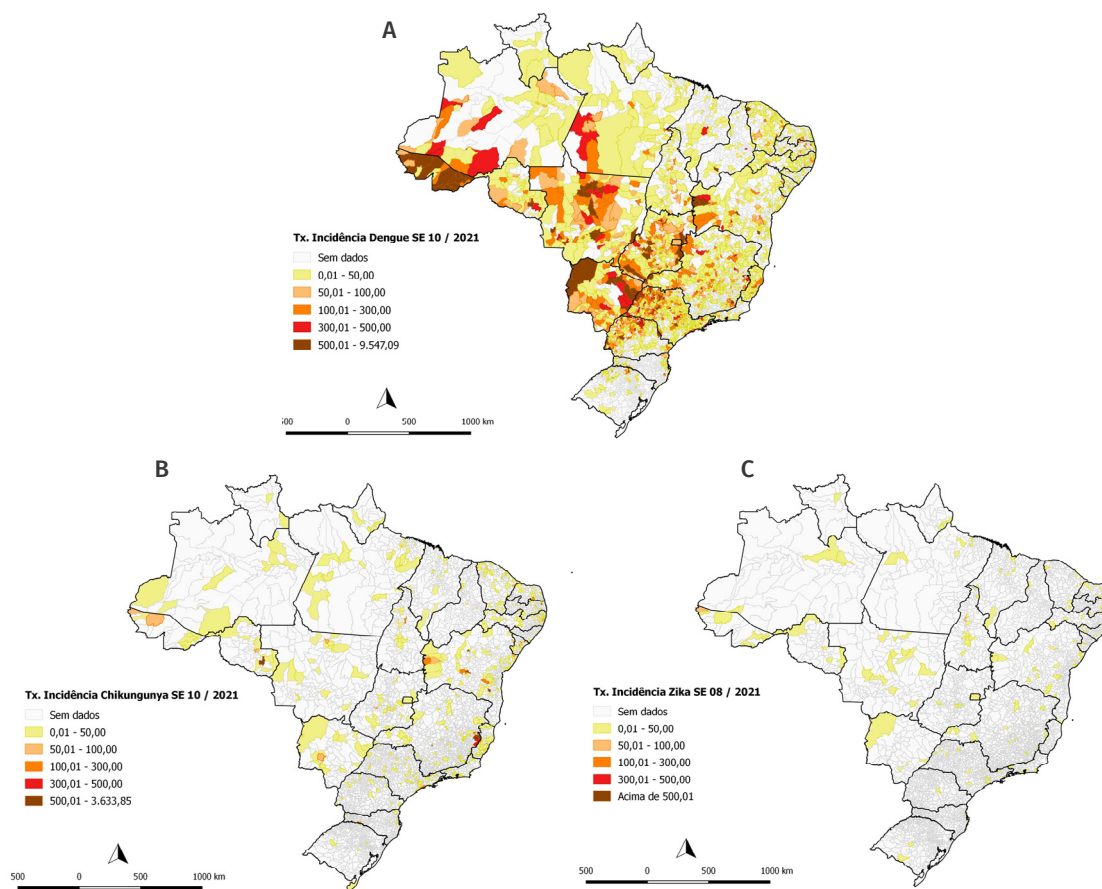 A
Tx. Incidência Dengue SE 10 / 2021
Sem dados
0,01 - 50,00
50,01 - 100,00
100,01 - 300,00
300,01 - 500,00
500,01 - 9.547,09
500 0 500 1000 km
B
Tx. Incidência Chikungunya SE 10 / 2021
Sem dados
0,01 - 50,00
50,01 - 100,00
100,01 - 300,00
300,01 - 500,00
500,01 - 3.633,85
500 0 500 1000 km
C
Tx. Incidência Zika SE 08 / 2021
Sem dados
0,01 - 50,00
50,01 - 100,00
100,01 - 300,00
300,01 - 500,00
Acima de 500,01
500 0 500 1000 km